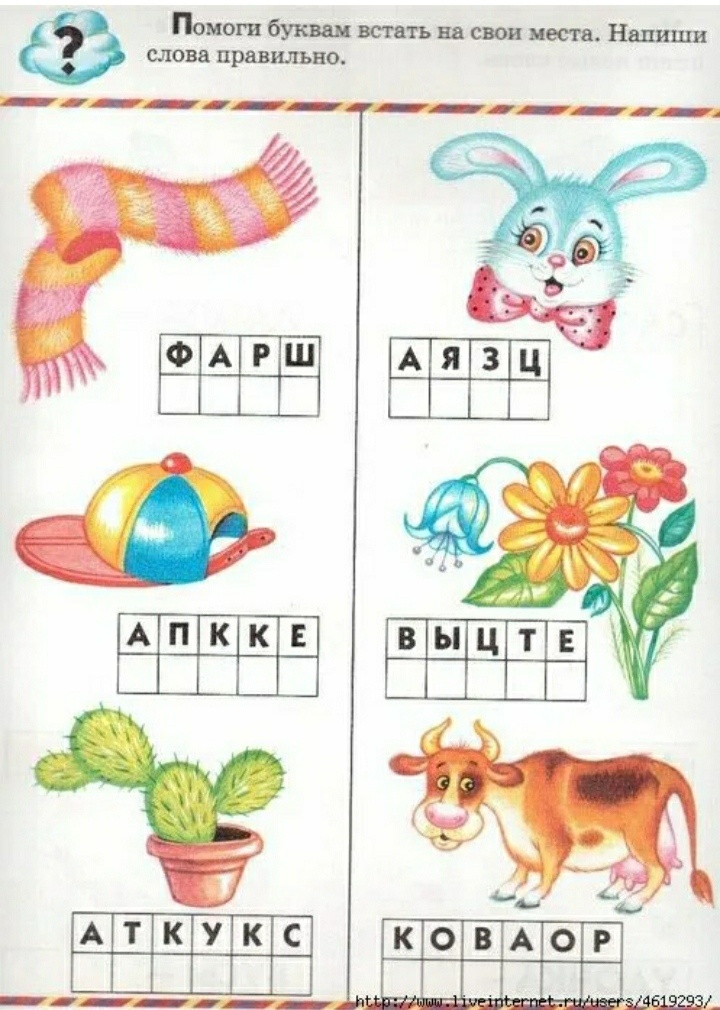 ?
Помоги буквам встать на свои места. Напиши
слова правильно.
ФАРШ
АЯЗЦ
АПККЕ
ВЫЦТЕ
АТКУКС
КОВАОР
http://www.liveinternet.ru/users/4619293/